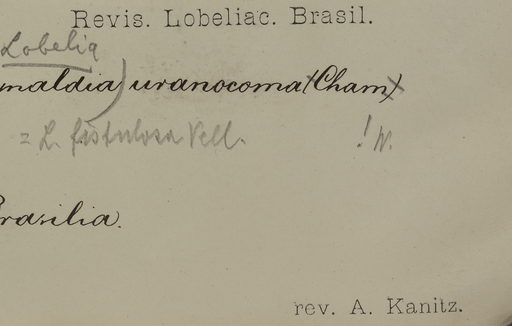 Revis. Lobeliac. Brasil.
Lobelia
maldia) uranocoma (Cham)
= L. fistulosa Vell. ! W.
Brasilia.
rev. A. Kanitz.